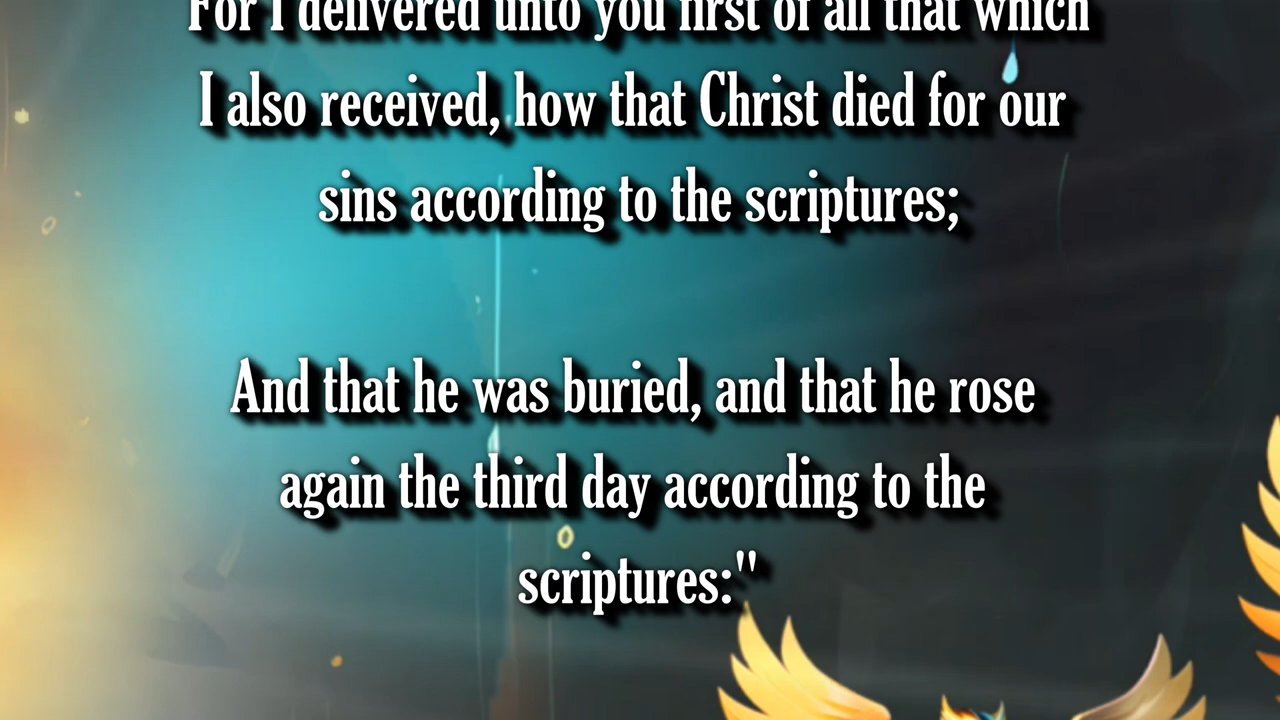 For I delivered unto you first of all that which
I also received, how that Christ died for our
sins according to the scriptures;
And that he was buried, and that he rose
again the third day according to the
scriptures:"